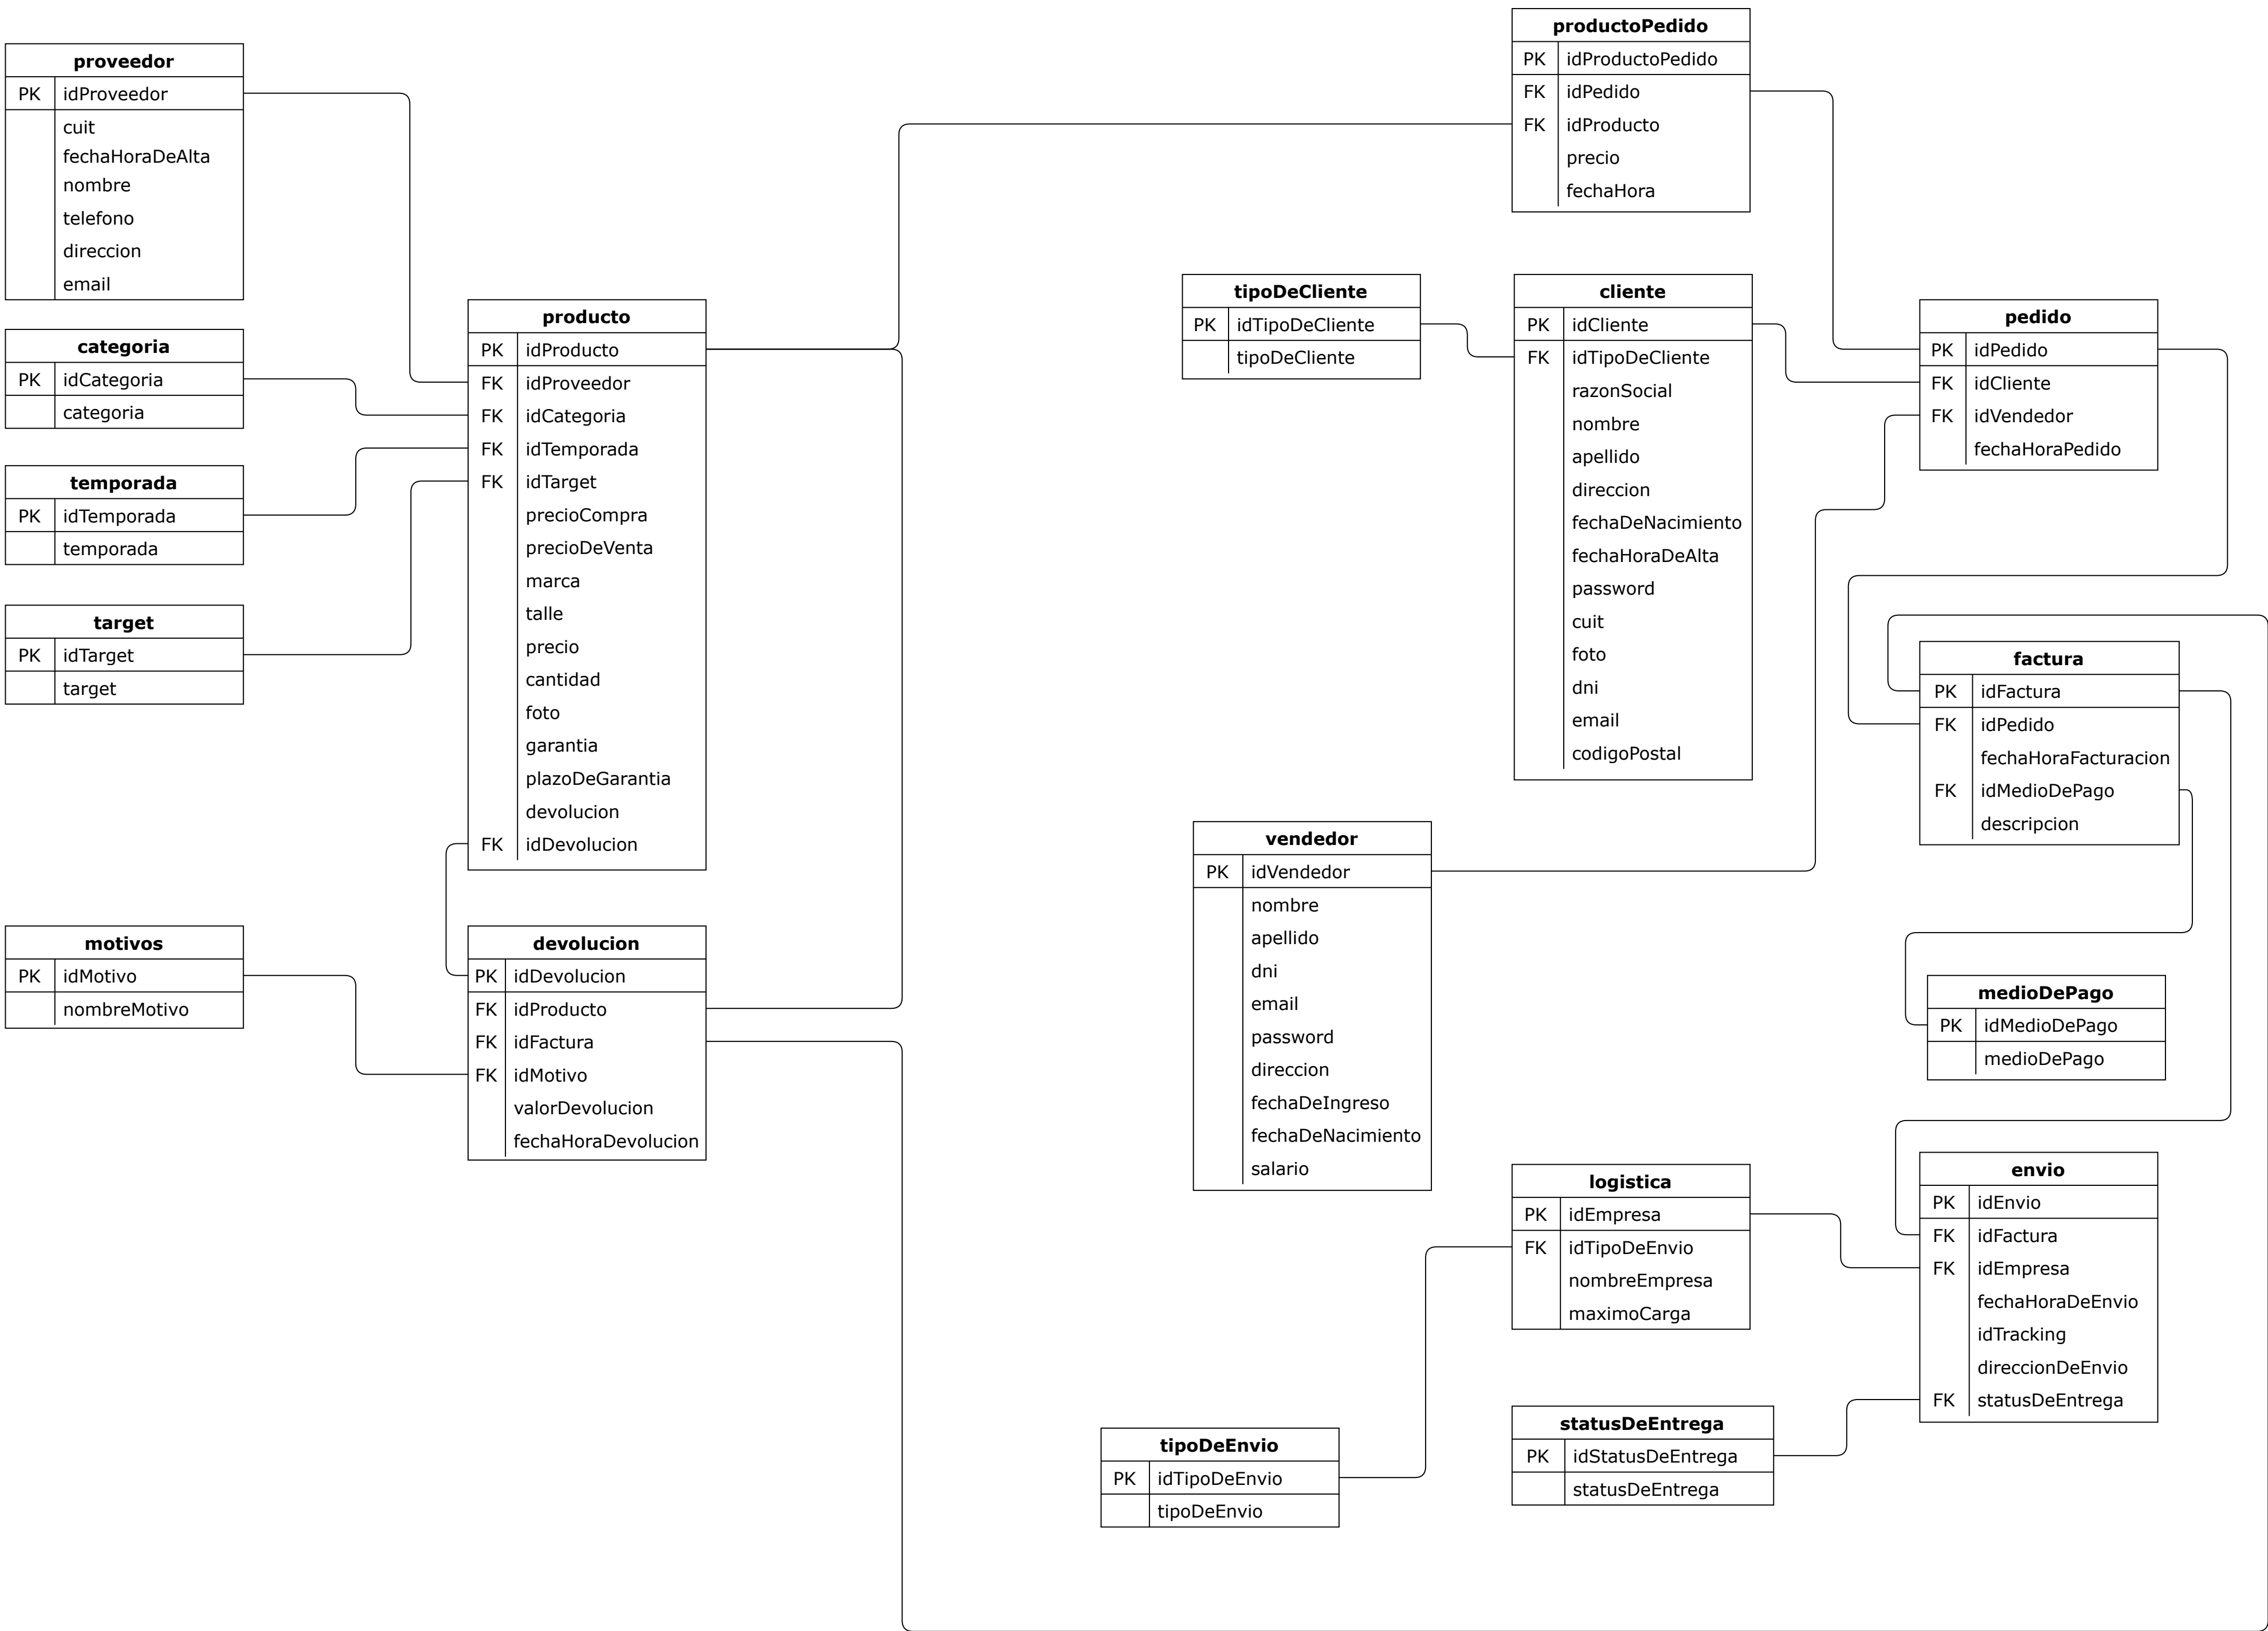 proveedor
PK idProveedor
cuit
fechaHoraDeAlta
nombre
telefono
direccion
email
categoria
PK idCategoria
categoria
temporada
PK idTemporada
temporada
target
PK idTarget
target
motivos
PK idMotivo
nombreMotivo
producto
PK idProducto
FK idProveedor
FK idCategoria
FK idTemporada
FK idTarget
precioCompra
precioDeVenta
marca
talle
precio
cantidad
foto
garantia
plazoDeGarantia
devolucion
FK idDevolucion
devolucion
PK idDevolucion
FK idProducto
FK idFactura
FK idMotivo
valorDevolucion
fechaHoraDevolucion
productoPedido
PK idProductoPedido
FK idPedido
FK idProducto
precio
fechaHora
tipoDeCliente
PK idTipoDeCliente
tipoDeCliente
cliente
PK idCliente
FK idTipoDeCliente
razonSocial
nombre
apellido
direccion
fechaDeNacimiento
fechaHoraDeAlta
password
cuit
foto
dni
email
codigoPostal
pedido
PK idPedido
FK idCliente
FK idVendedor
fechaHoraPedido
factura
PK idFactura
FK idPedido
fechaHoraFacturacion
FK idMedioDePago
descripcion
vendedor
PK idVendedor
nombre
apellido
dni
email
password
direccion
fechaDeIngreso
fechaDeNacimiento
salario
medioDePago
PK idMedioDePago
medioDePago
logistica
PK idEmpresa
FK idTipoDeEnvio
nombreEmpresa
maximoCarga
envio
PK idEnvio
FK idFactura
FK idEmpresa
fechaHoraDeEnvio
idTracking
direccionDeEnvio
FK statusDeEntrega
tipoDeEnvio
PK idTipoDeEnvio
tipoDeEnvio
statusDeEntrega
PK idStatusDeEntrega
statusDeEntrega